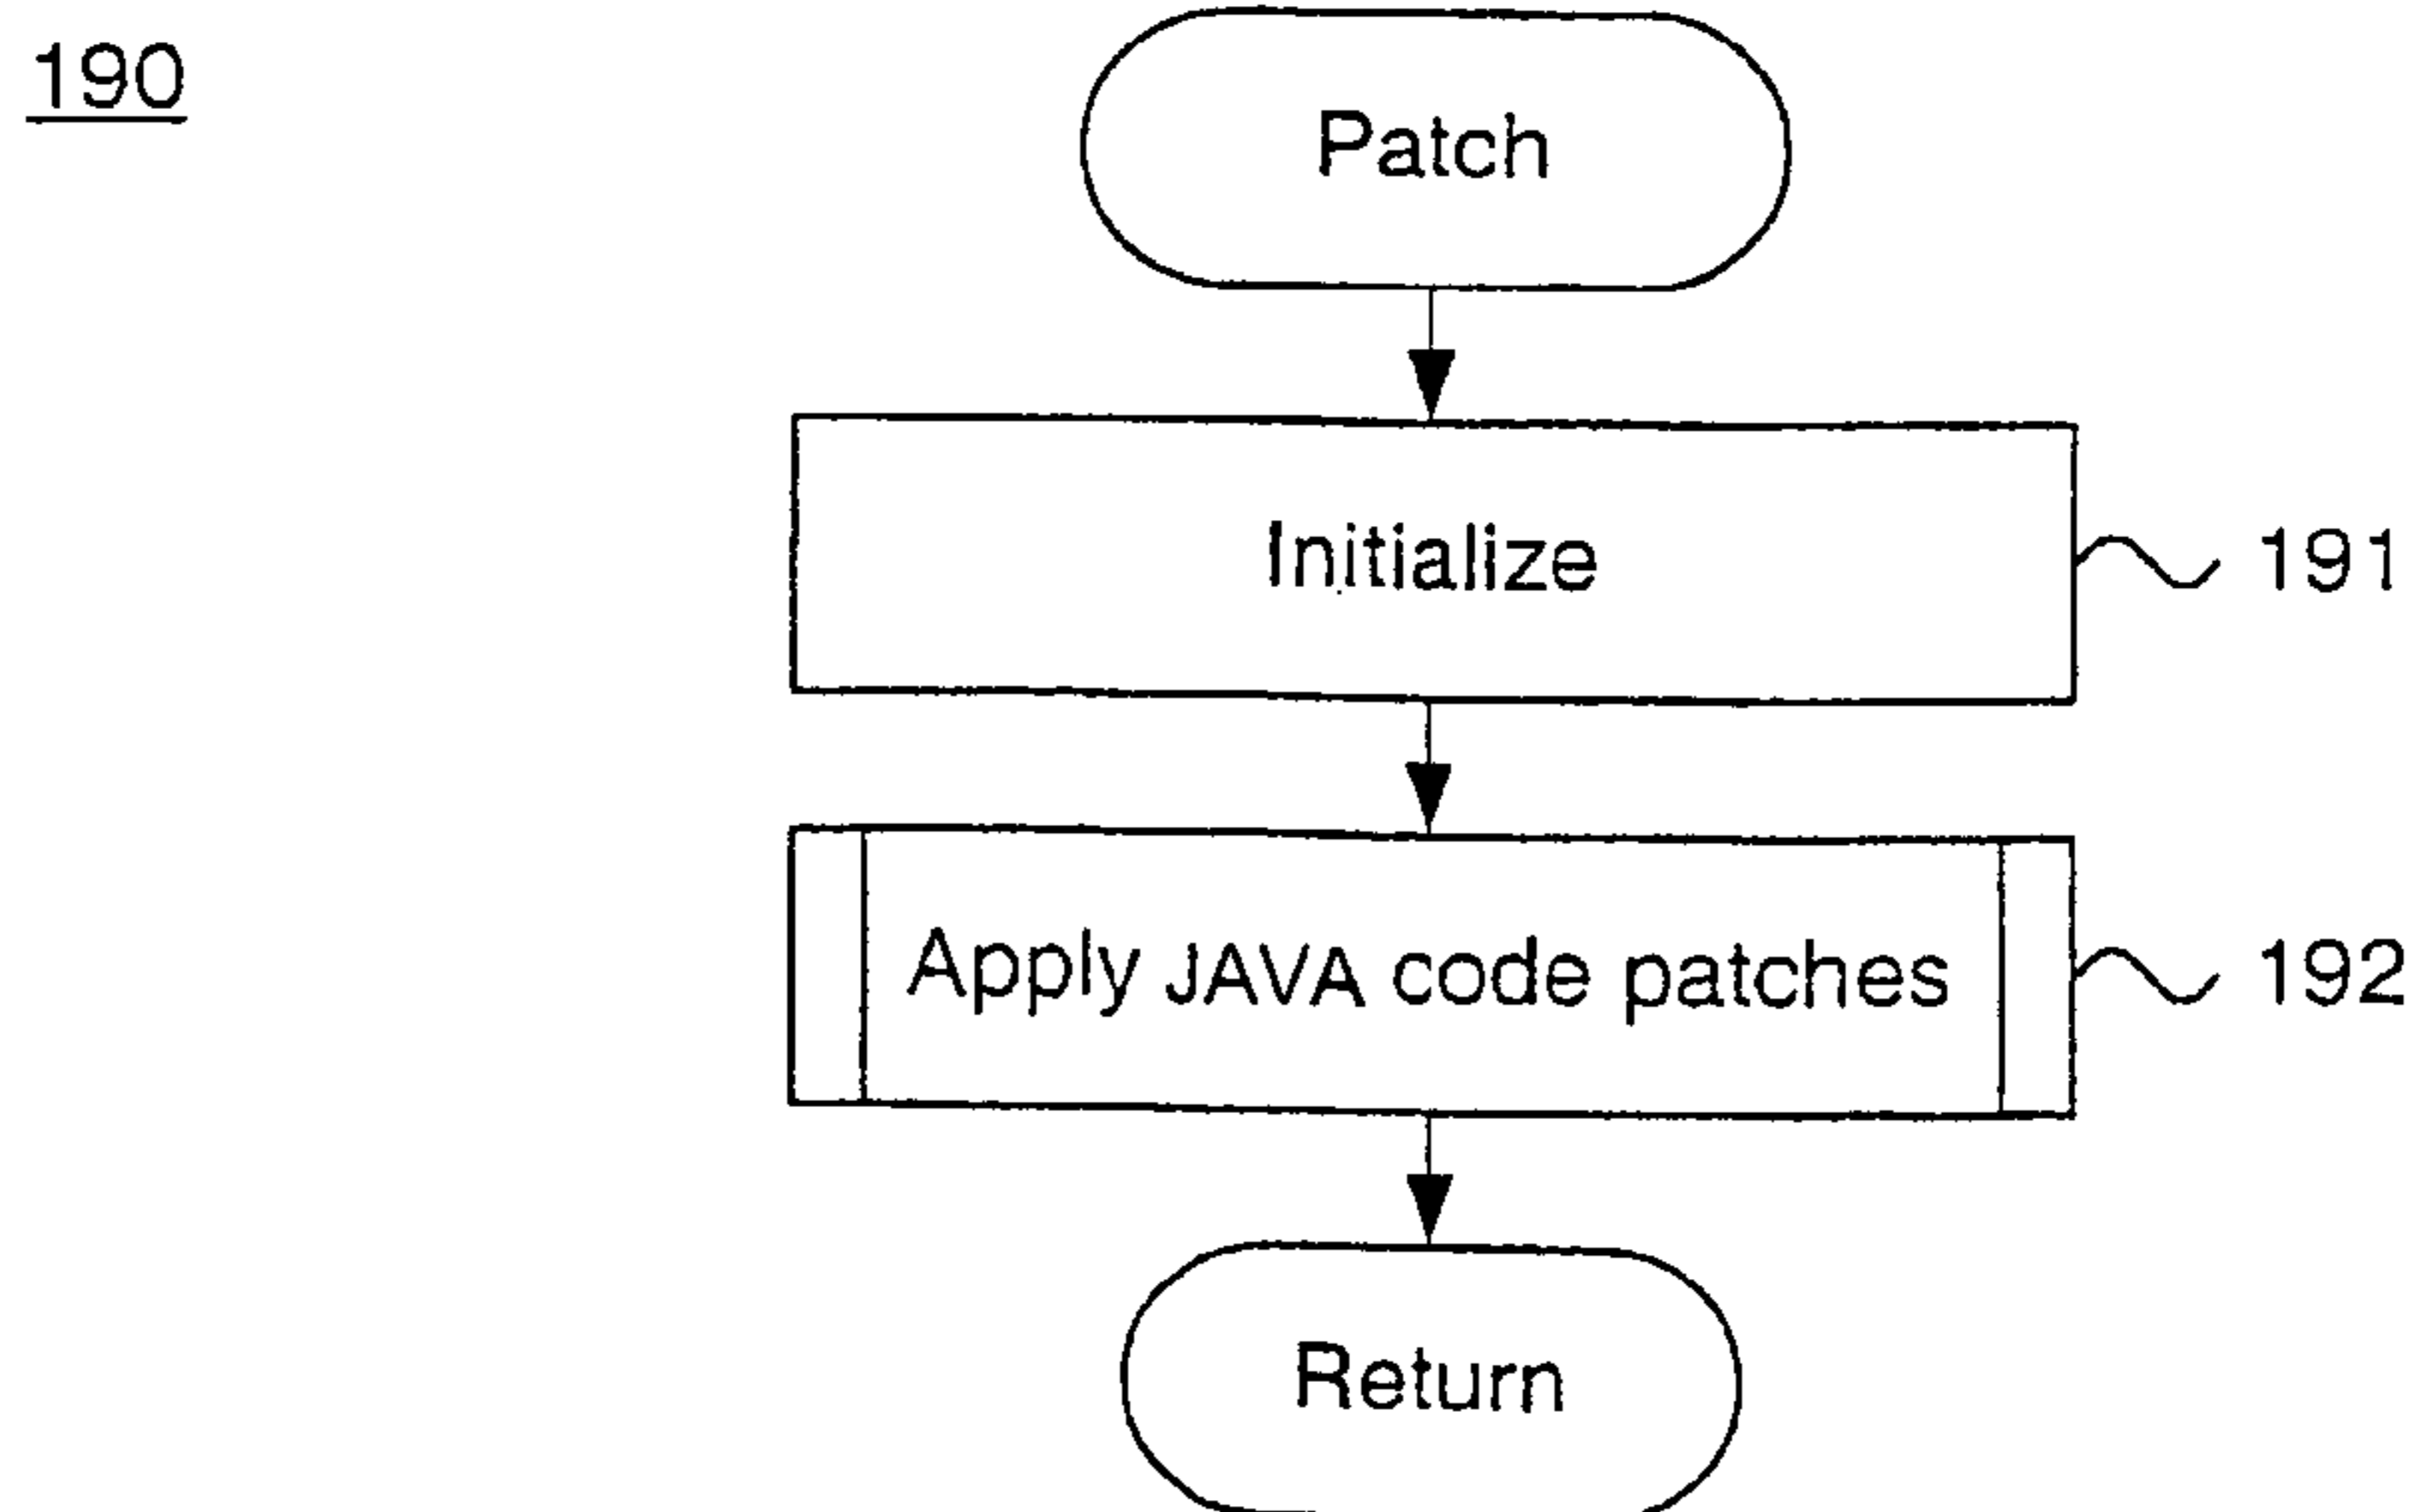 190
Patch
Initialize
191
Apply JAVA code patches
192
Return